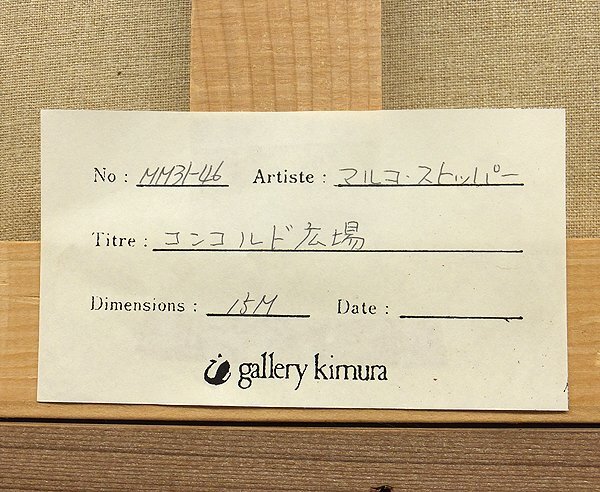 No : MM31-46 Artiste : マルコ・ストッパー
Titre : コンコルド広場
Dimensions : 15M Date :
gallery kimura